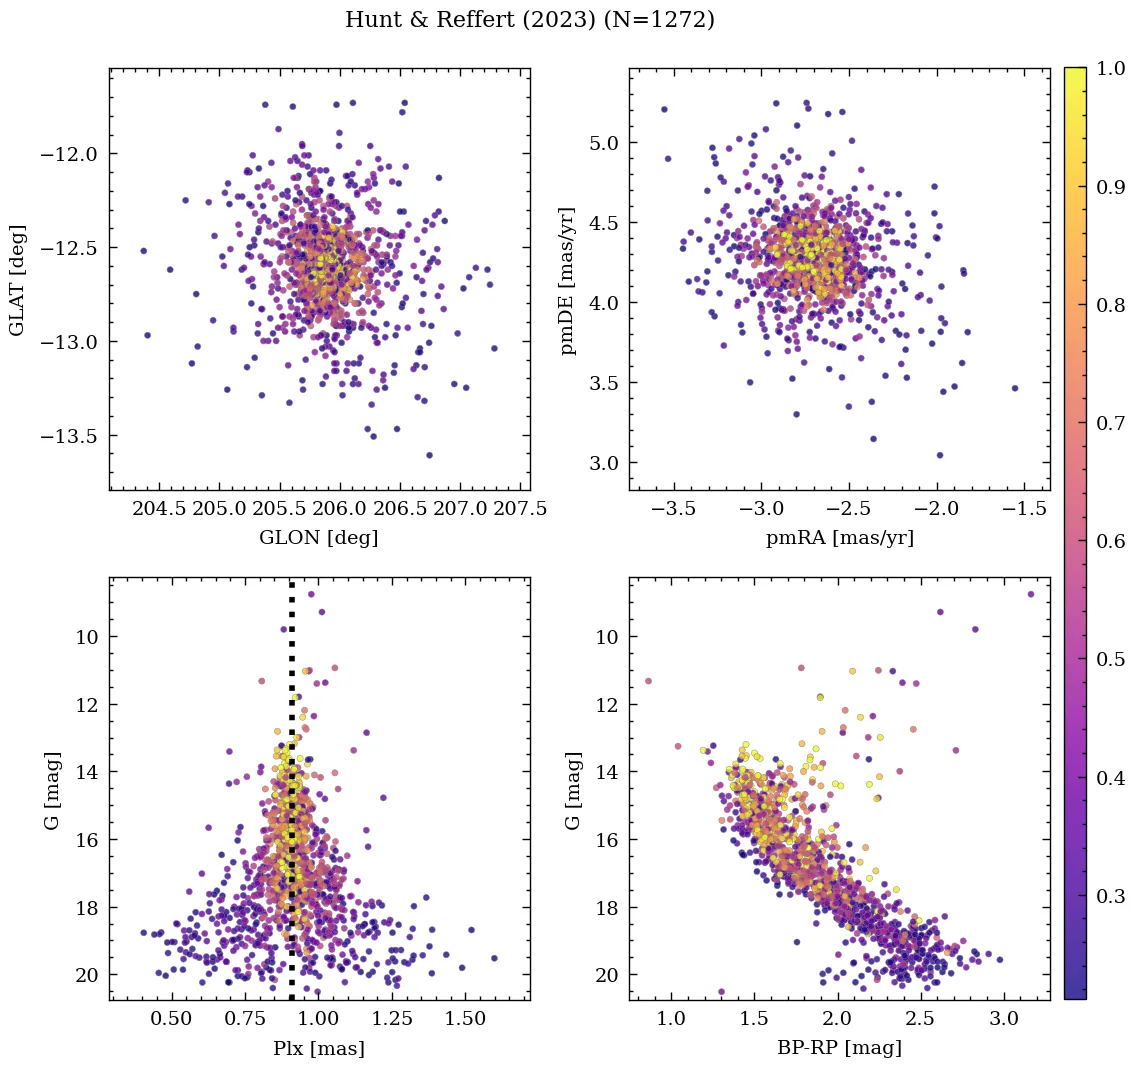 Hunt & Reffert (2023) (N=1272)
−12.0
−12.5
−13.0
−13.5
GLAT [deg]
204.5 205.0 205.5 206.0 206.5 207.0 207.5
GLON [deg]
5.0
4.5
4.0
3.5
3.0
pmDE [mas/yr]
−3.5 −3.0 −2.5 −2.0 −1.5
pmRA [mas/yr]
1.0
0.9
0.8
0.7
0.6
0.5
0.4
0.3
10
12
14
16
18
20
G [mag]
0.50 0.75 1.00 1.25 1.50
Plx [mas]
10
12
14
16
18
20
G [mag]
1.0 1.5 2.0 2.5 3.0
BP-RP [mag]